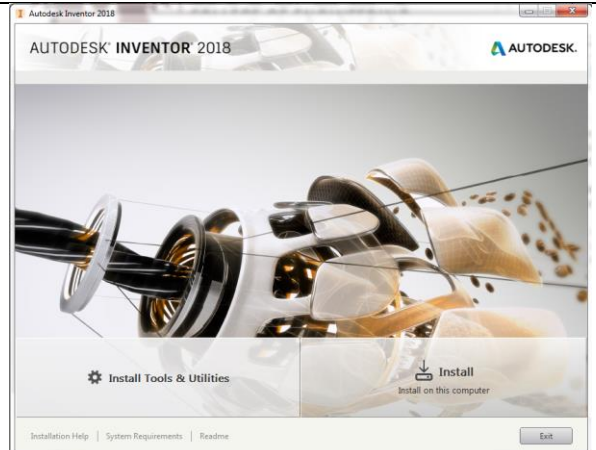 Autodesk Inventor 2018
AUTODESK® INVENTOR® 2018
AUTODESK.
Install Tools & Utilities
Install
Install on this computer
Installation Help | System Requirements | Readme
Exit